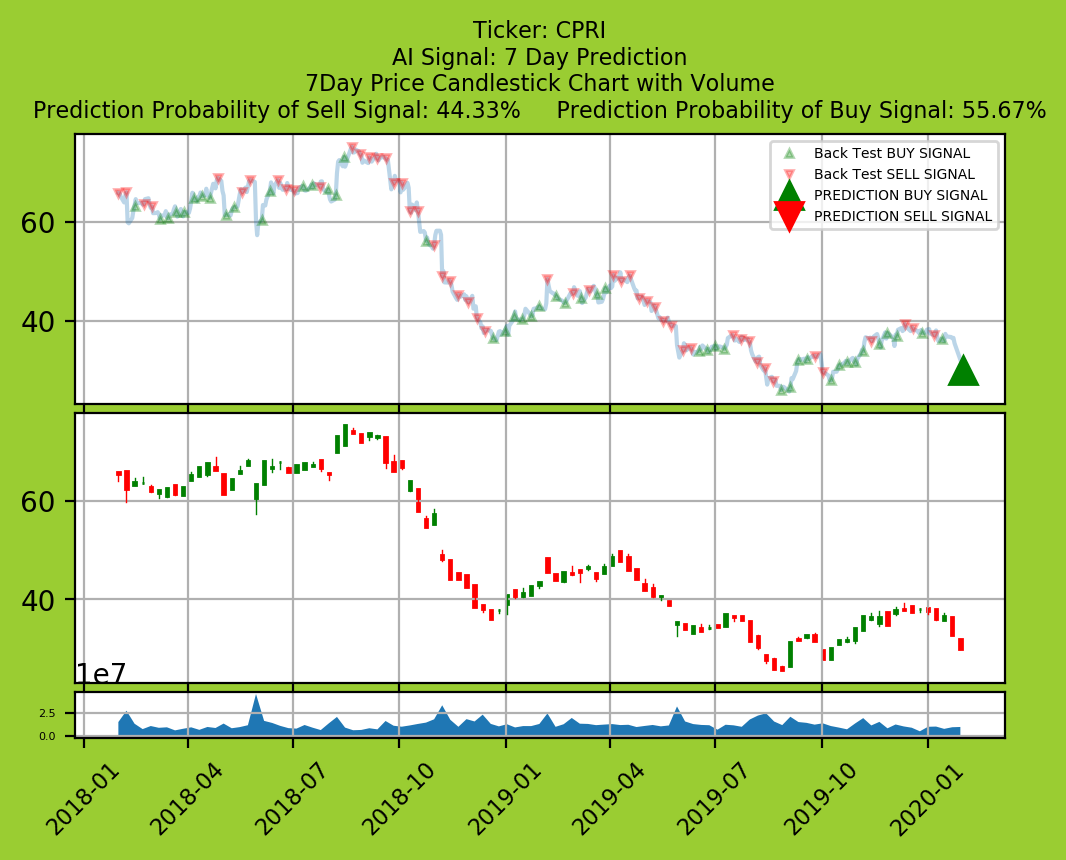 Ticker: CPRI
AI Signal: 7 Day Prediction
7Day Price Candlestick Chart with Volume
Prediction Probability of Sell Signal: 44.33%     Prediction Probability of Buy Signal: 55.67%
Back Test BUY SIGNAL
Back Test SELL SIGNAL
PREDICTION BUY SIGNAL
PREDICTION SELL SIGNAL
60
40
60
40
1e7
2.5
0.0
2018-01
2018-04
2018-07
2018-10
2019-01
2019-04
2019-07
2019-10
2020-01